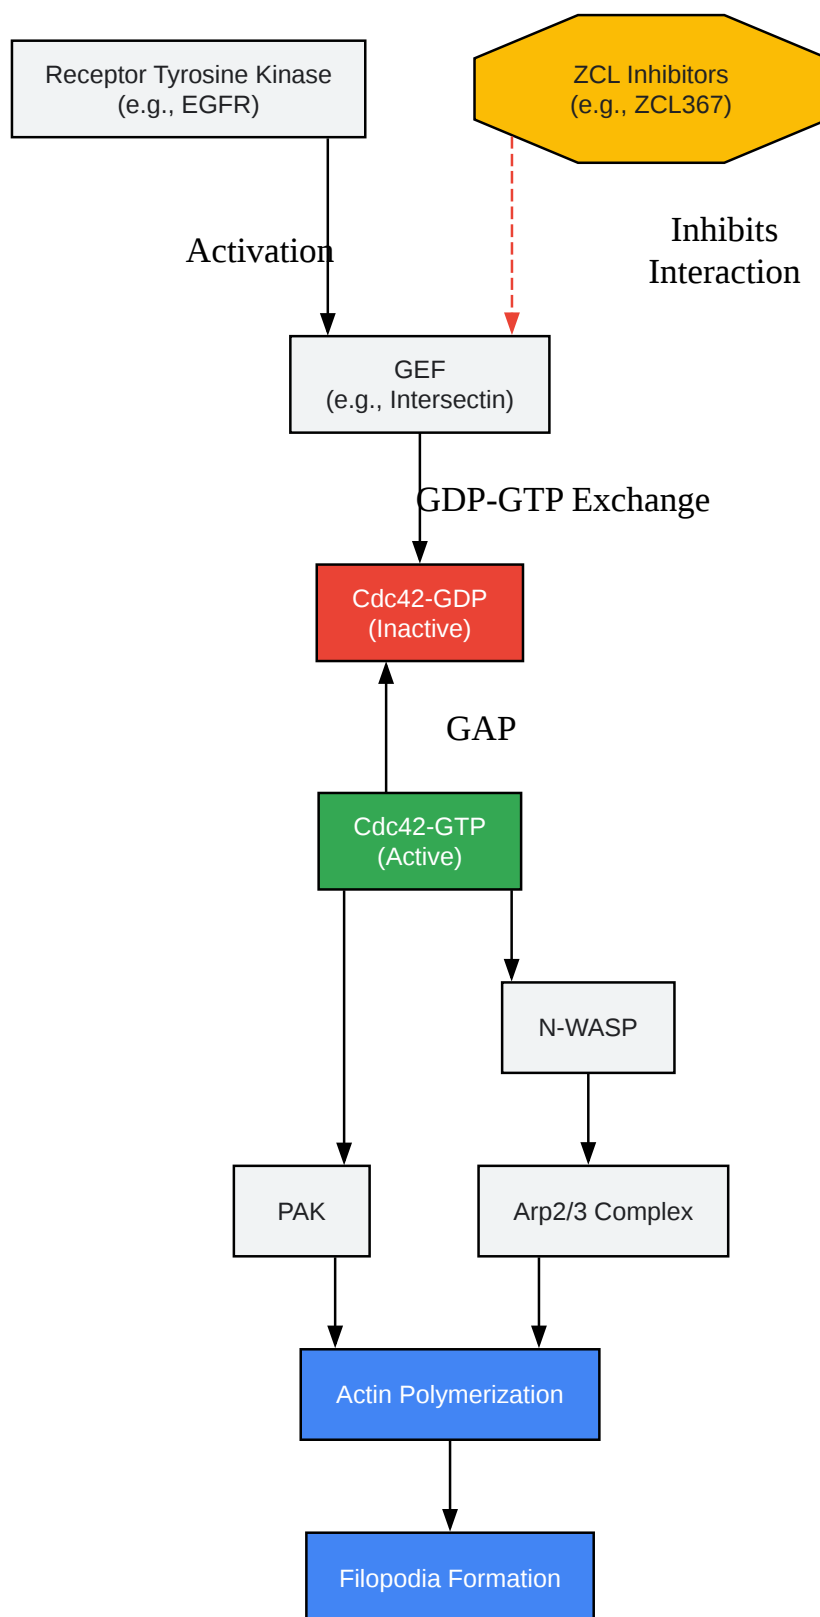 Receptor Tyrosine Kinase
(e.g., EGFR)
ZCL Inhibitors
(e.g., ZCL367)
Activation
Inhibits
Interaction
GEF
(e.g., Intersectin)
GDP-GTP Exchange
Cdc42-GDP
(Inactive)
GAP
Cdc42-GTP
(Active)
N-WASP
PAK
Arp2/3 Complex
Actin Polymerization
Filopodia Formation